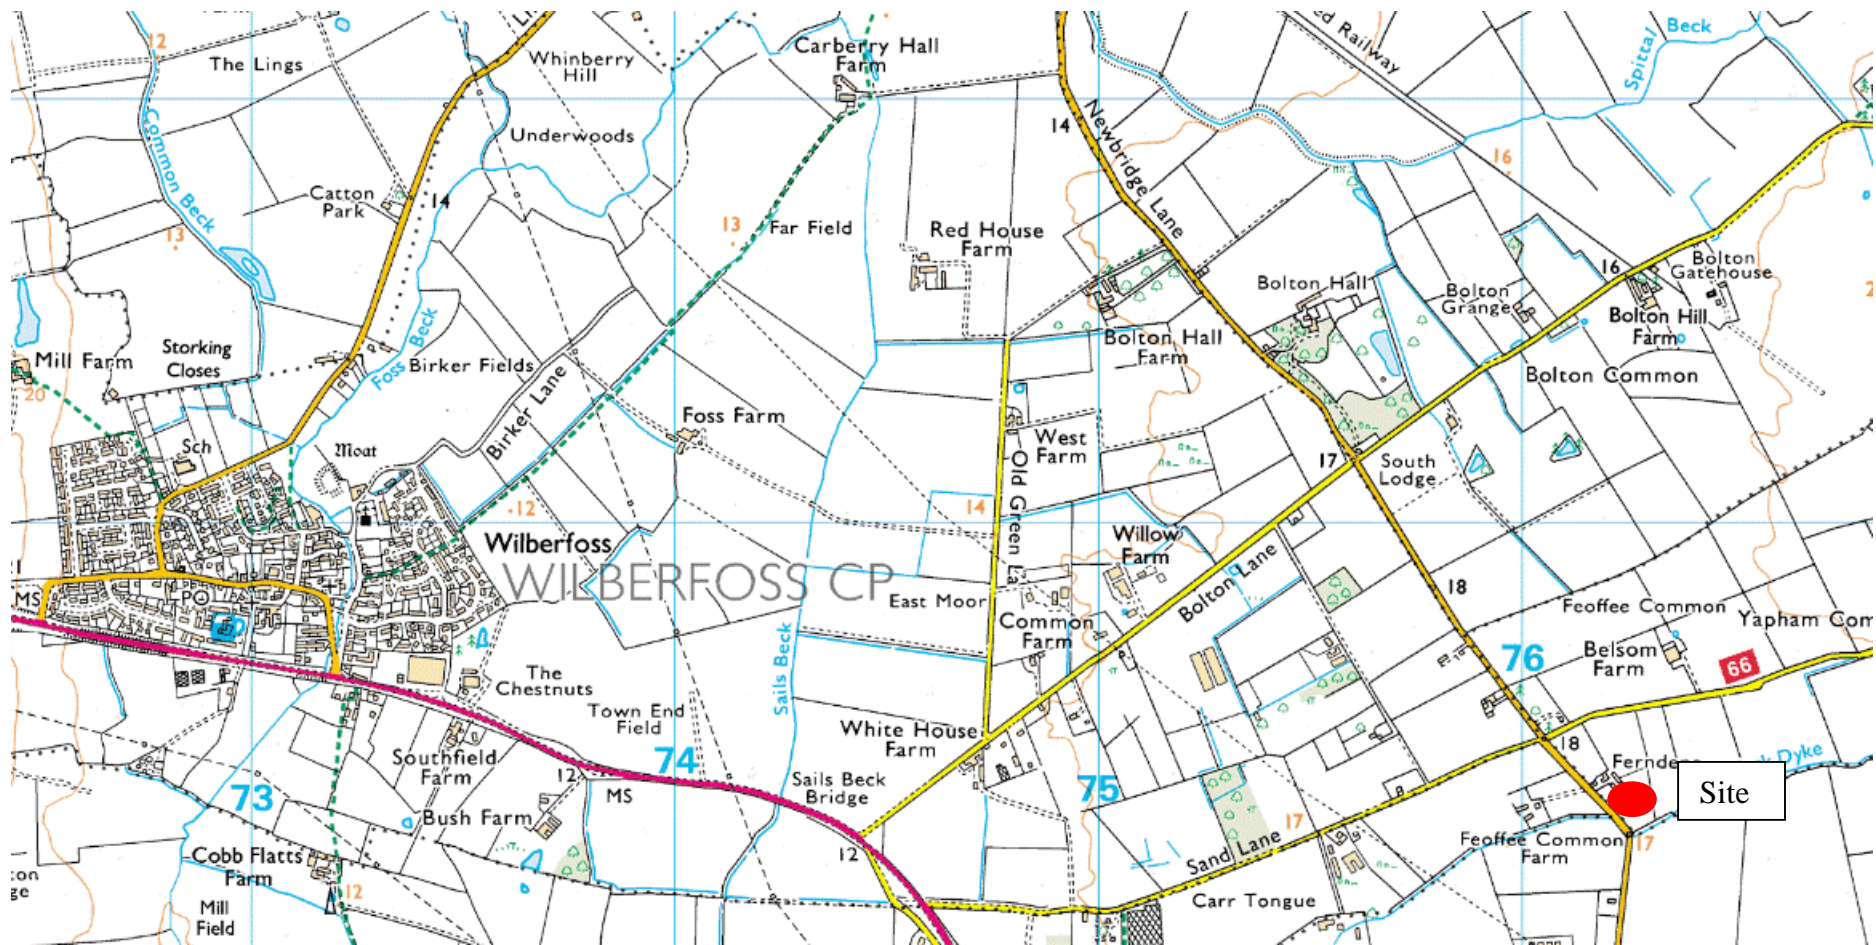 12
The Lings
Whinberry
Hill
Carberry Hall
Farm
Railway
Spittal
Beck
Common Beck
Underwoods
14
Newbridge Lane
16
Catton
Park
14
13
13
Far Field
Red House
Farm
Bolton Hall
Bolton
Grange
16
Bolton
Gatehouse
Bolton Hill
Farm
Mill Farm
20
Storking
Closes
Foss Beck
Birker Fields
Birker Lane
Bolton Hall
Farm
Bolton Common
Foss Farm
West
Farm
Old Green La
Sch
Moat
17
South
Lodge
12
14
Wilberfoss
WILBERFOSS CP
Willow
Farm
Bolton Lane
18
MS
PO
East Moor
Common
Farm
Feoffee Common
Yapham Com
Belsom
Farm
76
66
The
Chestnuts
Town End
Field
Sails Beck
White House
Farm
Southfield
Farm
74
12
MS
Sails Beck
Bridge
75
18
Dyke
Site
73
Bush Farm
12
17
Sand Lane
Feoffee Common
Farm
17
Cobb Flatts
Farm
12
Mill
Field
Carr Tongue